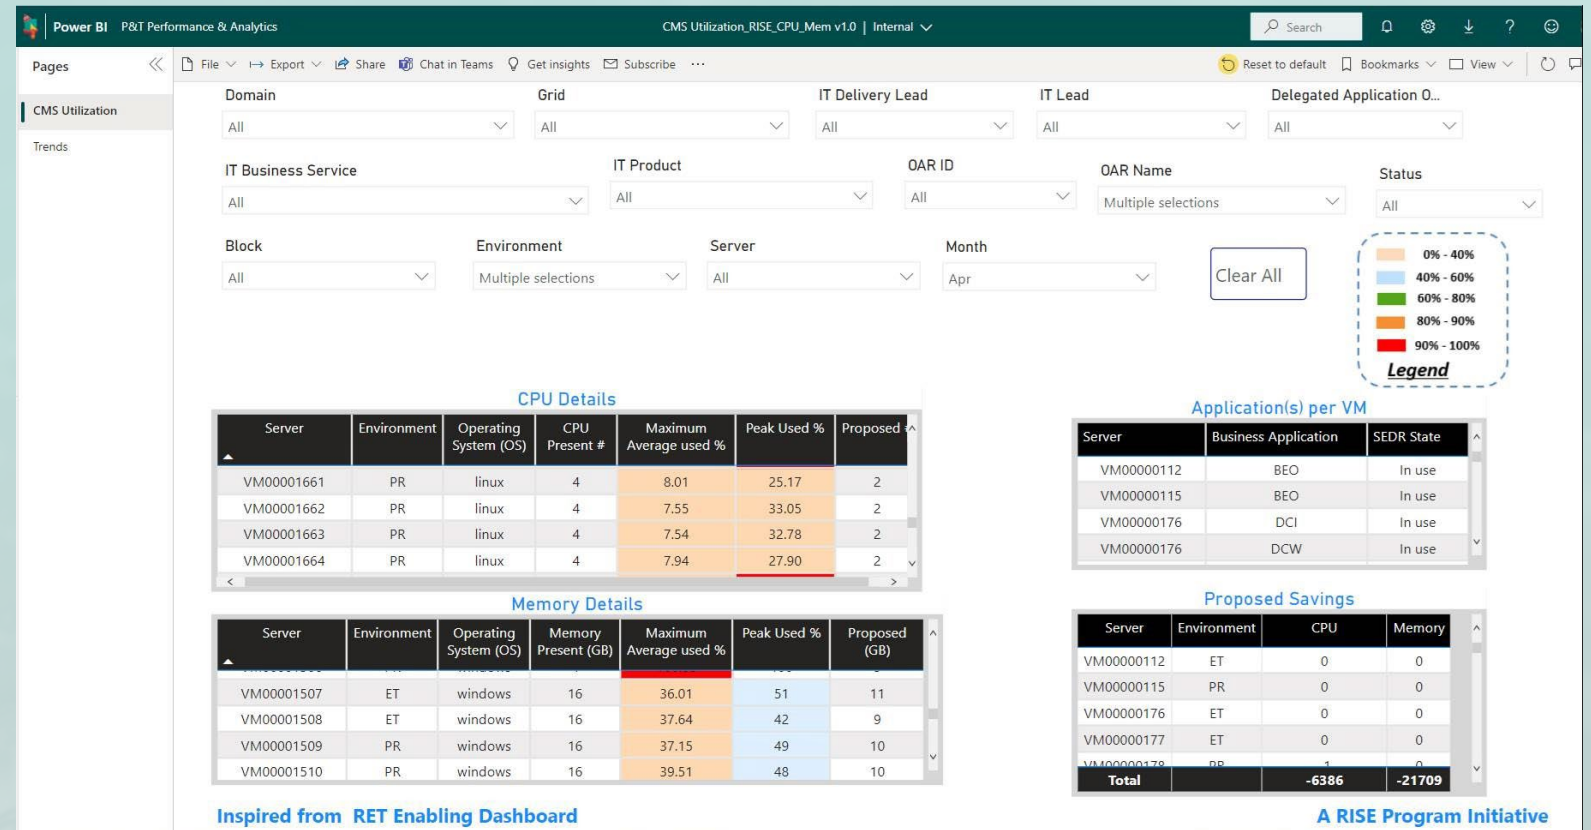 Power BI P&T Performance & Analytics CMS Utilization_RISE_CPU_Mem v1.0 | Internal Search
Pages File Export Share Chat in Teams Get insights Subscribe ... Reset to default Bookmarks View
CMS Utilization
Trends
Domain Grid IT Delivery Lead IT Lead Delegated Application O...
All All All All All
IT Business Service IT Product OAR ID OAR Name Status
All All All Multiple selections All
Block Environment Server Month
All Multiple selections All Apr
Clear All
0% - 40%
40% - 60%
60% - 80%
80% - 90%
90% - 100%
Legend
CPU Details
Server Environment Operating System (OS) CPU Present # Maximum Average used % Peak Used % Proposed
VM00001661 PR linux 4 8.01 25.17 2
VM00001662 PR linux 4 7.55 33.05 2
VM00001663 PR linux 4 7.54 32.78 2
VM00001664 PR linux 4 7.94 27.90 2
Application(s) per VM
Server Business Application SEDR State
VM00000112 BEO In use
VM00000115 BEO In use
VM00000176 DCI In use
VM00000176 DCW In use
Memory Details
Server Environment Operating System (OS) Memory Present (GB) Maximum Average used % Peak Used % Proposed (GB)
VM00001507 ET windows 16 36.01 51 11
VM00001508 ET windows 16 37.64 42 9
VM00001509 PR windows 16 37.15 49 10
VM00001510 PR windows 16 39.51 48 10
Proposed Savings
Server Environment CPU Memory
VM00000112 ET 0 0
VM00000115 PR 0 0
VM00000176 ET 0 0
VM00000177 ET 0 0
VM00000178 PR 1 0
Total -6386 -21709
Inspired from RET Enabling Dashboard
A RISE Program Initiative